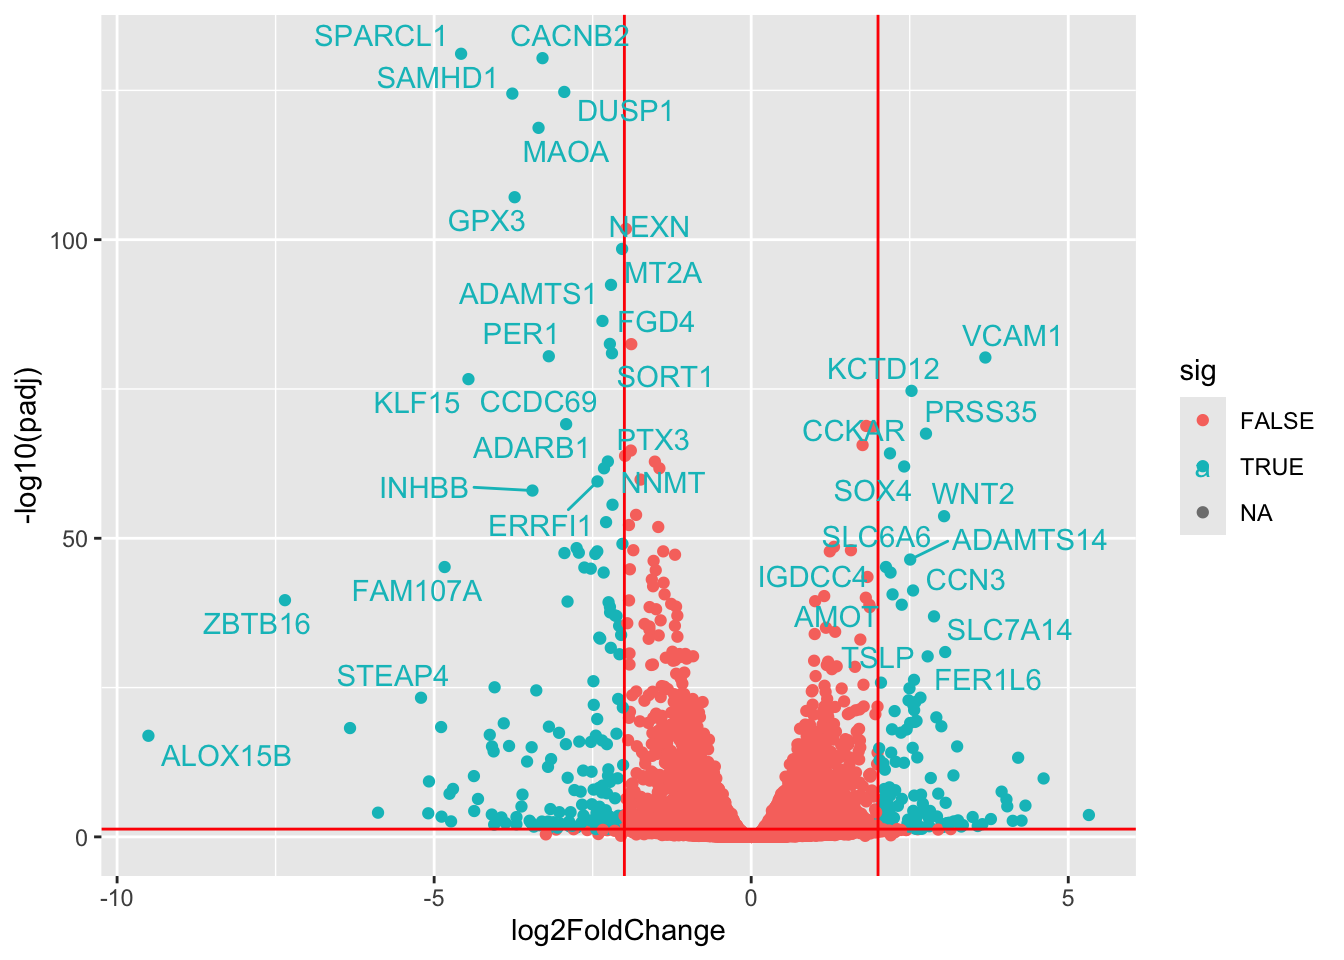 SPARCL1
CACNB2
SAMHD1
DUSP1
MAOA
GPX3
NEXN
MT2A
ADAMTS1
FGD4
PER1
SORT1
KLF15
CCDC69
ADARB1
PTX3
INHBB
NNMT
ERRFI1
FAM107A
ZBTB16
STEAP4
ALOX15B
VCAM1
KCTD12
PRSS35
CCKAR
SOX4
WNT2
SLC6A6
ADAMTS14
IGDCC4
CCN3
AMOT
SLC7A14
TSLP
FER1L6
100
50
0
-log10(padj)
-10
-5
0
5
log2FoldChange
sig
FALSE
a
TRUE
NA